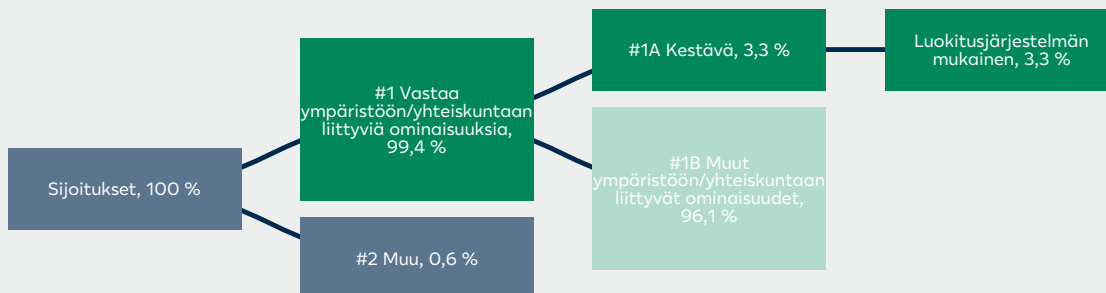 Sijoitukset, 100 %
#1 Vastaa
ympäristöön/yhteiskuntaan
liittyviä ominaisuuksia,
99,4 %
#2 Muu, 0,6 %
#1A Kestävä, 3,3 %
#1B Muut
ympäristöön/yhteiskuntaan
liittyvät ominaisuudet,
96,1 %
Luokitusjärjestelmän
mukainen, 3,3 %